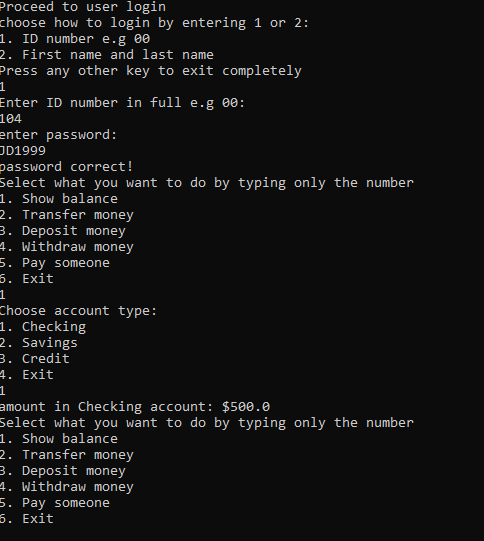 Proceed to user login
choose how to login by entering 1 or 2:
1. ID number e.g 00
2. First name and last name
Press any other key to exit completely
1
Enter ID number in full e.g 00:
104
enter password:
JD1999
password correct!
Select what you want to do by typing only the number
1. Show balance
2. Transfer money
3. Deposit money
4. Withdraw money
5. Pay someone
6. Exit
1
Choose account type:
1. Checking
2. Savings
3. Credit
4. Exit
1
amount in Checking account: $500.0
Select what you want to do by typing only the number
1. Show balance
2. Transfer money
3. Deposit money
4. Withdraw money
5. Pay someone
6. Exit